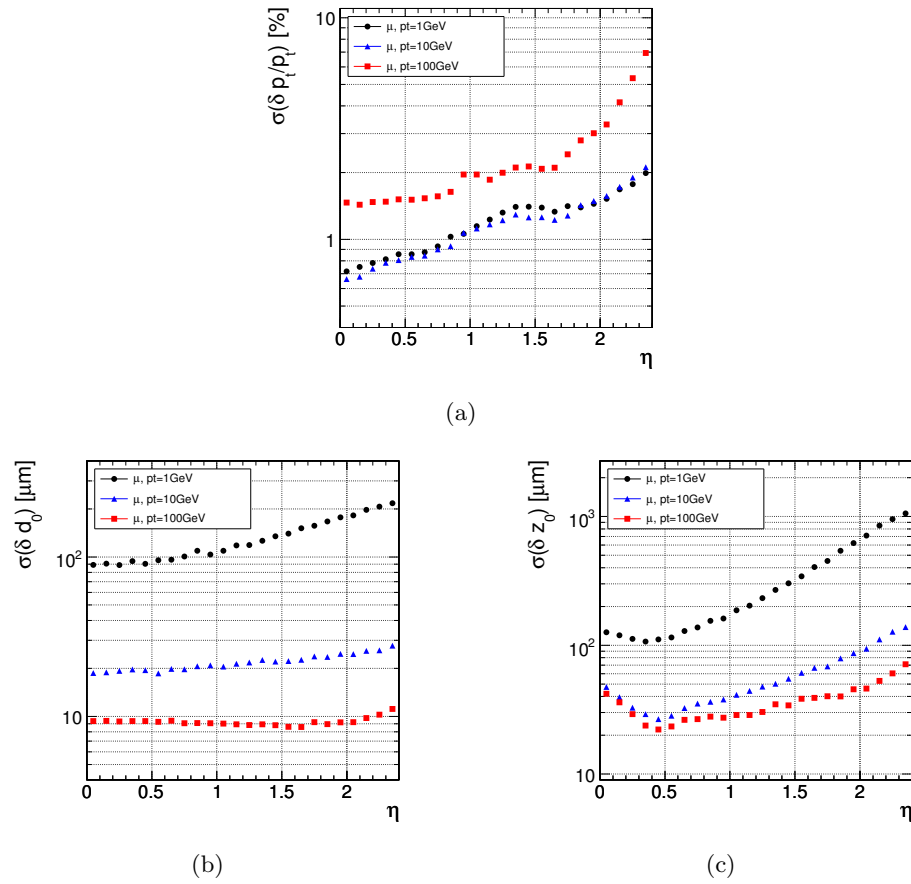 σ(δ p_t/p_t) [%]
10
1
μ, pt=1GeV
μ, pt=10GeV
μ, pt=100GeV
0 0.5 1 1.5 2
η
(a)
σ(δ d_0) [μm]
10^2
10
μ, pt=1GeV
μ, pt=10GeV
μ, pt=100GeV
0 0.5 1 1.5 2
η
(b)
σ(δ z_0) [μm]
10^3
10^2
10
μ, pt=1GeV
μ, pt=10GeV
μ, pt=100GeV
0 0.5 1 1.5 2
η
(c)